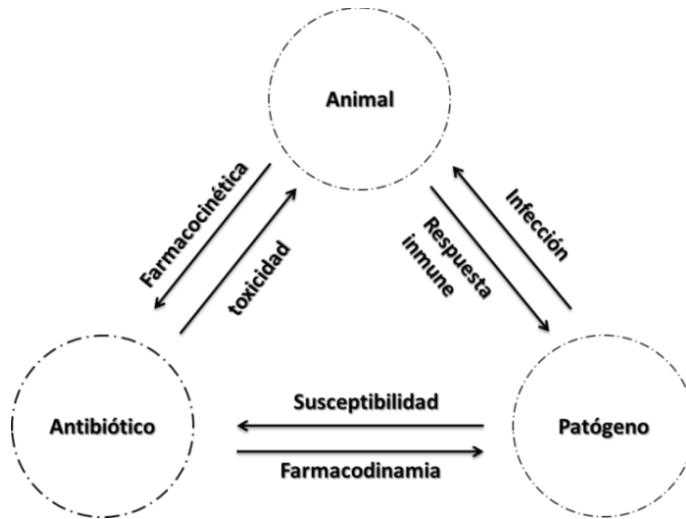 Animal
Farmacocinética
toxicidad
Respuesta
inmune
Infección
Antibiótico
Susceptibilidad
Farmacodinamia
Patógeno